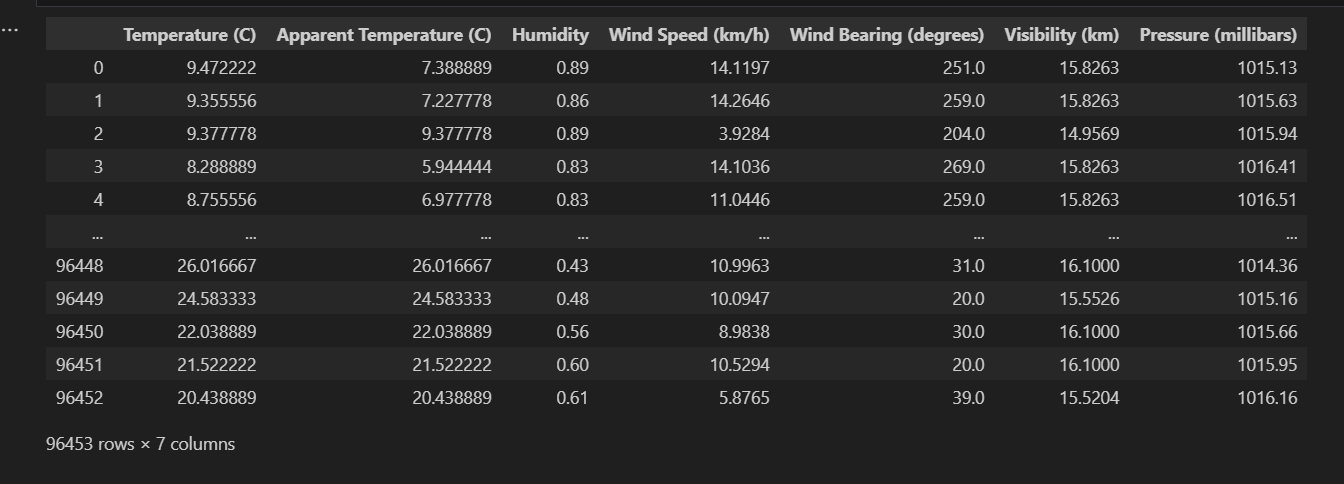 ...
Temperature (C) Apparent Temperature (C) Humidity Wind Speed (km/h) Wind Bearing (degrees) Visibility (km) Pressure (millibars)
0 9.472222 7.388889 0.89 14.1197 251.0 15.8263 1015.13
1 9.355556 7.227778 0.86 14.2646 259.0 15.8263 1015.63
2 9.377778 9.377778 0.89 3.9284 204.0 14.9569 1015.94
3 8.288889 5.944444 0.83 14.1036 269.0 15.8263 1016.41
4 8.755556 6.977778 0.83 11.0446 259.0 15.8263 1016.51
... ... ... ... ... ... ... ...
96448 26.016667 26.016667 0.43 10.9963 31.0 16.1000 1014.36
96449 24.583333 24.583333 0.48 10.0947 20.0 15.5526 1015.16
96450 22.038889 22.038889 0.56 8.9838 30.0 16.1000 1015.66
96451 21.522222 21.522222 0.60 10.5294 20.0 16.1000 1015.95
96452 20.438889 20.438889 0.61 5.8765 39.0 15.5204 1016.16
96453 rows × 7 columns